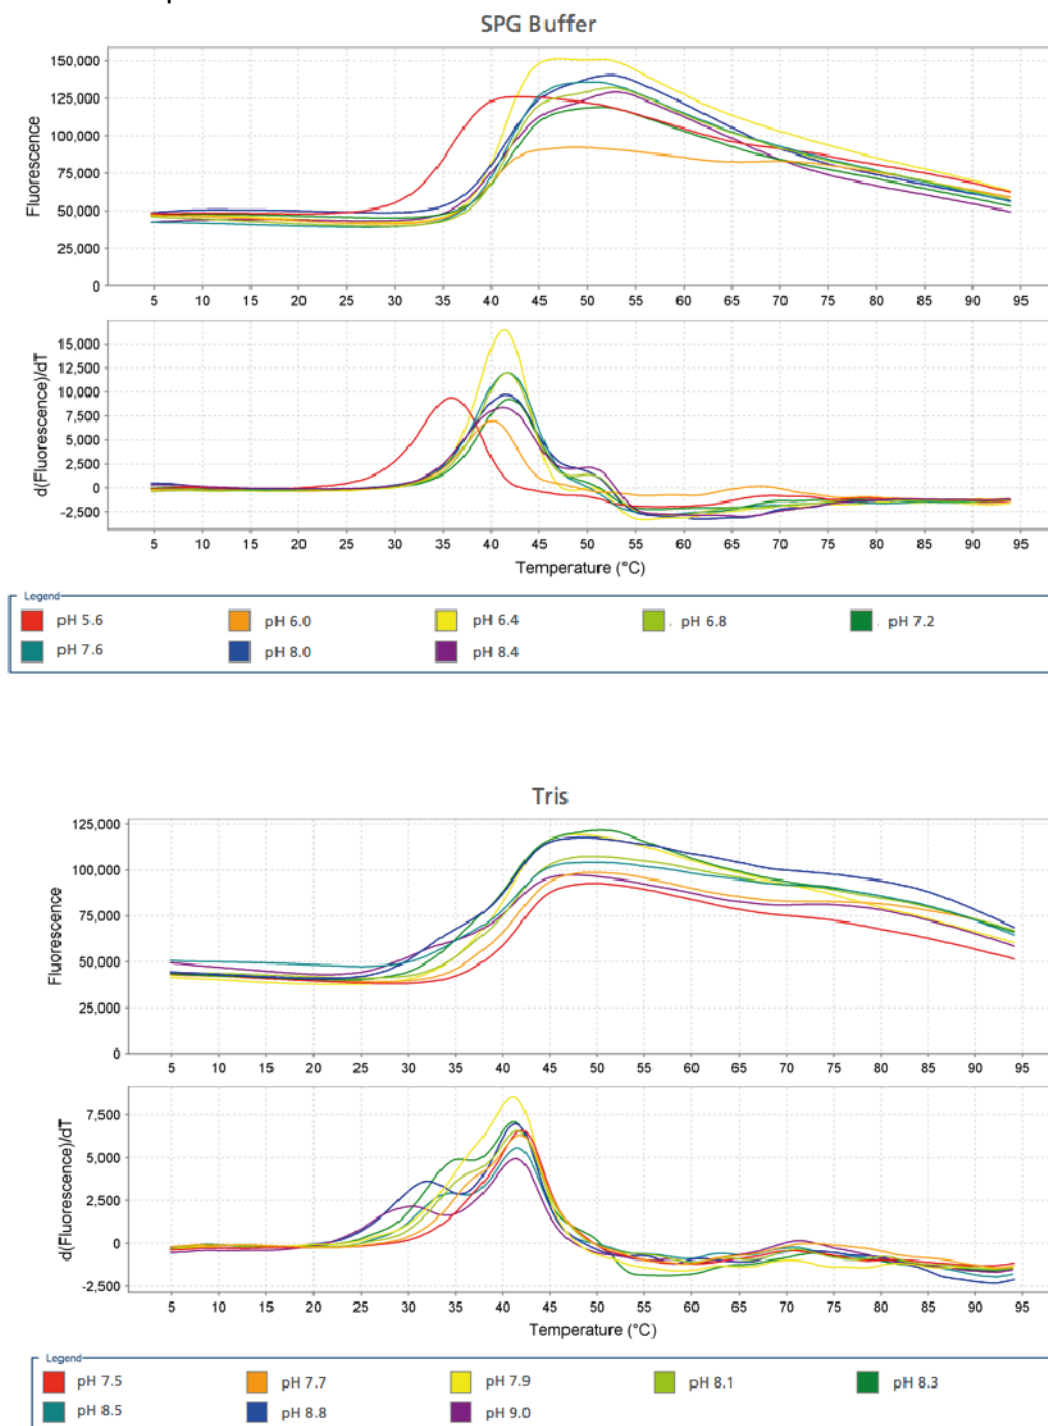 SPG Buffer
150,000
125,000
100,000
75,000
50,000
25,000
0
Fluorescence
5 10 15 20 25 30 35 40 45 50 55 60 65 70 75 80 85 90 95
15,000
12,500
10,000
7,500
5,000
2,500
0
-2,500
d(Fluorescence)/dT
5 10 15 20 25 30 35 40 45 50 55 60 65 70 75 80 85 90 95
Temperature (°C)
Legend
pH 5.6 pH 6.0 pH 6.4 pH 6.8 pH 7.2
pH 7.6 pH 8.0 pH 8.4
Tris
125,000
100,000
75,000
50,000
25,000
0
Fluorescence
5 10 15 20 25 30 35 40 45 50 55 60 65 70 75 80 85 90 95
7,500
5,000
2,500
0
-2,500
d(Fluorescence)/dT
5 10 15 20 25 30 35 40 45 50 55 60 65 70 75 80 85 90 95
Temperature (°C)
Legend
pH 7.5 pH 7.7 pH 7.9 pH 8.1 pH 8.3
pH 8.5 pH 8.8 pH 9.0